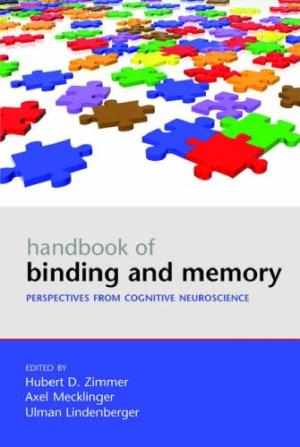 handbook of
binding and memory
PERSPECTIVES FROM COGNITIVE NEUROSCIENCE
EDITED BY
Hubert D. Zimmer
Axel Mecklinger
Ulman Lindenberger